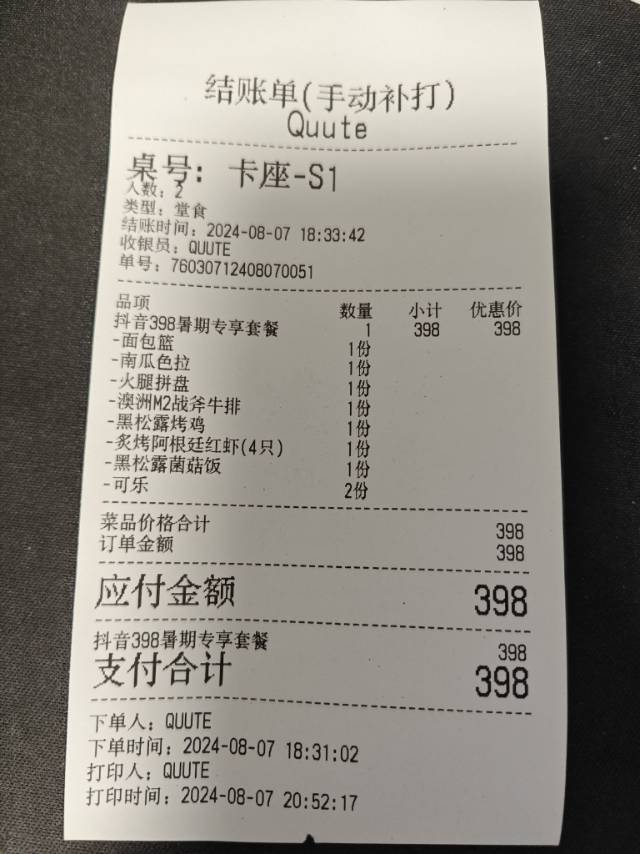 结账单(手动补打)
Quute
桌号: 卡座-S1
人数: 2
类型: 堂食
结账时间: 2024-08-07 18:33:42
收银员: QUUTE
单号: 76030712408070051
品项 数量 小计 优惠价
抖音398暑期专享套餐 1 398 398
-面包篮 1份
-南瓜色拉 1份
-火腿拼盘 1份
-澳洲M2战斧牛排 1份
-黑松露烤鸡 1份
-炙烤阿根廷红虾(4只) 1份
-黑松露菌菇饭 1份
-可乐 2份
菜品价格合计 398
订单金额 398
应付金额 398
抖音398暑期专享套餐 398
支付合计 398
下单人: QUUTE
下单时间: 2024-08-07 18:31:02
打印人: QUUTE
打印时间: 2024-08-07 20:52:17